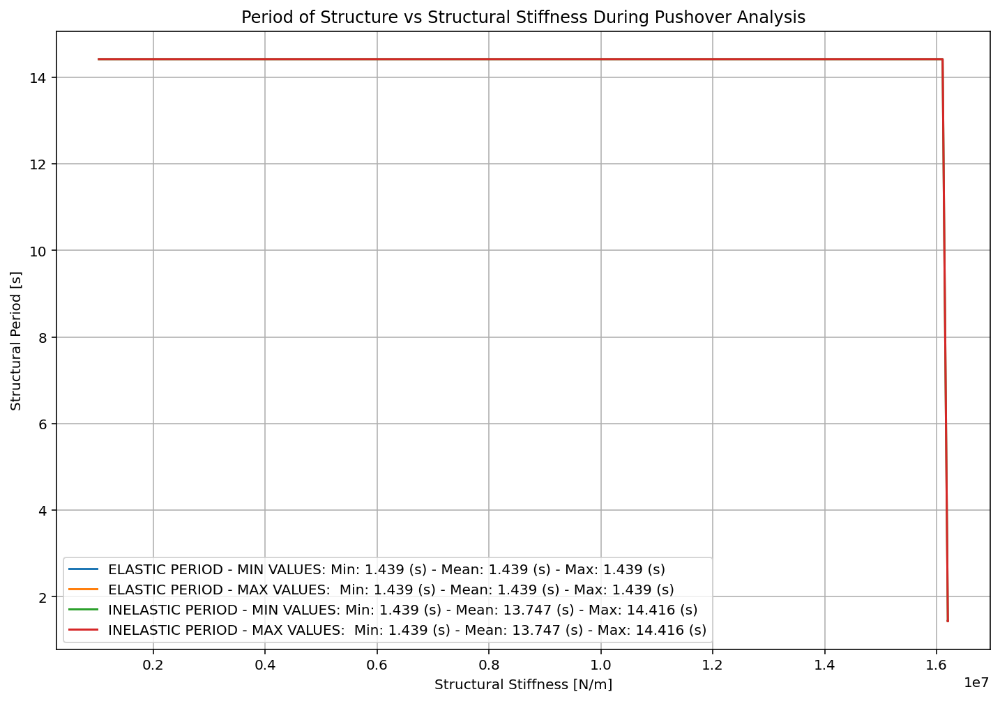 Period of Structure vs Structural Stiffness During Pushover Analysis
14
12
10
8
6
4
2
Structural Period [s]
ELASTIC PERIOD - MIN VALUES: Min: 1.439 (s) - Mean: 1.439 (s) - Max: 1.439 (s)
ELASTIC PERIOD - MAX VALUES:  Min: 1.439 (s) - Mean: 1.439 (s) - Max: 1.439 (s)
INELASTIC PERIOD - MIN VALUES: Min: 1.439 (s) - Mean: 13.747 (s) - Max: 14.416 (s)
INELASTIC PERIOD - MAX VALUES:  Min: 1.439 (s) - Mean: 13.747 (s) - Max: 14.416 (s)
0.2 0.4 0.6 0.8 1.0 1.2 1.4 1.6
1e7
Structural Stiffness [N/m]